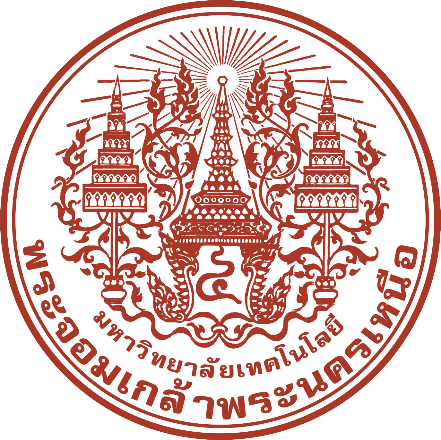 ๔
มหาวิทยาลัยเทคโนโลยี
พระจอมเกล้าพระนครเหนือ